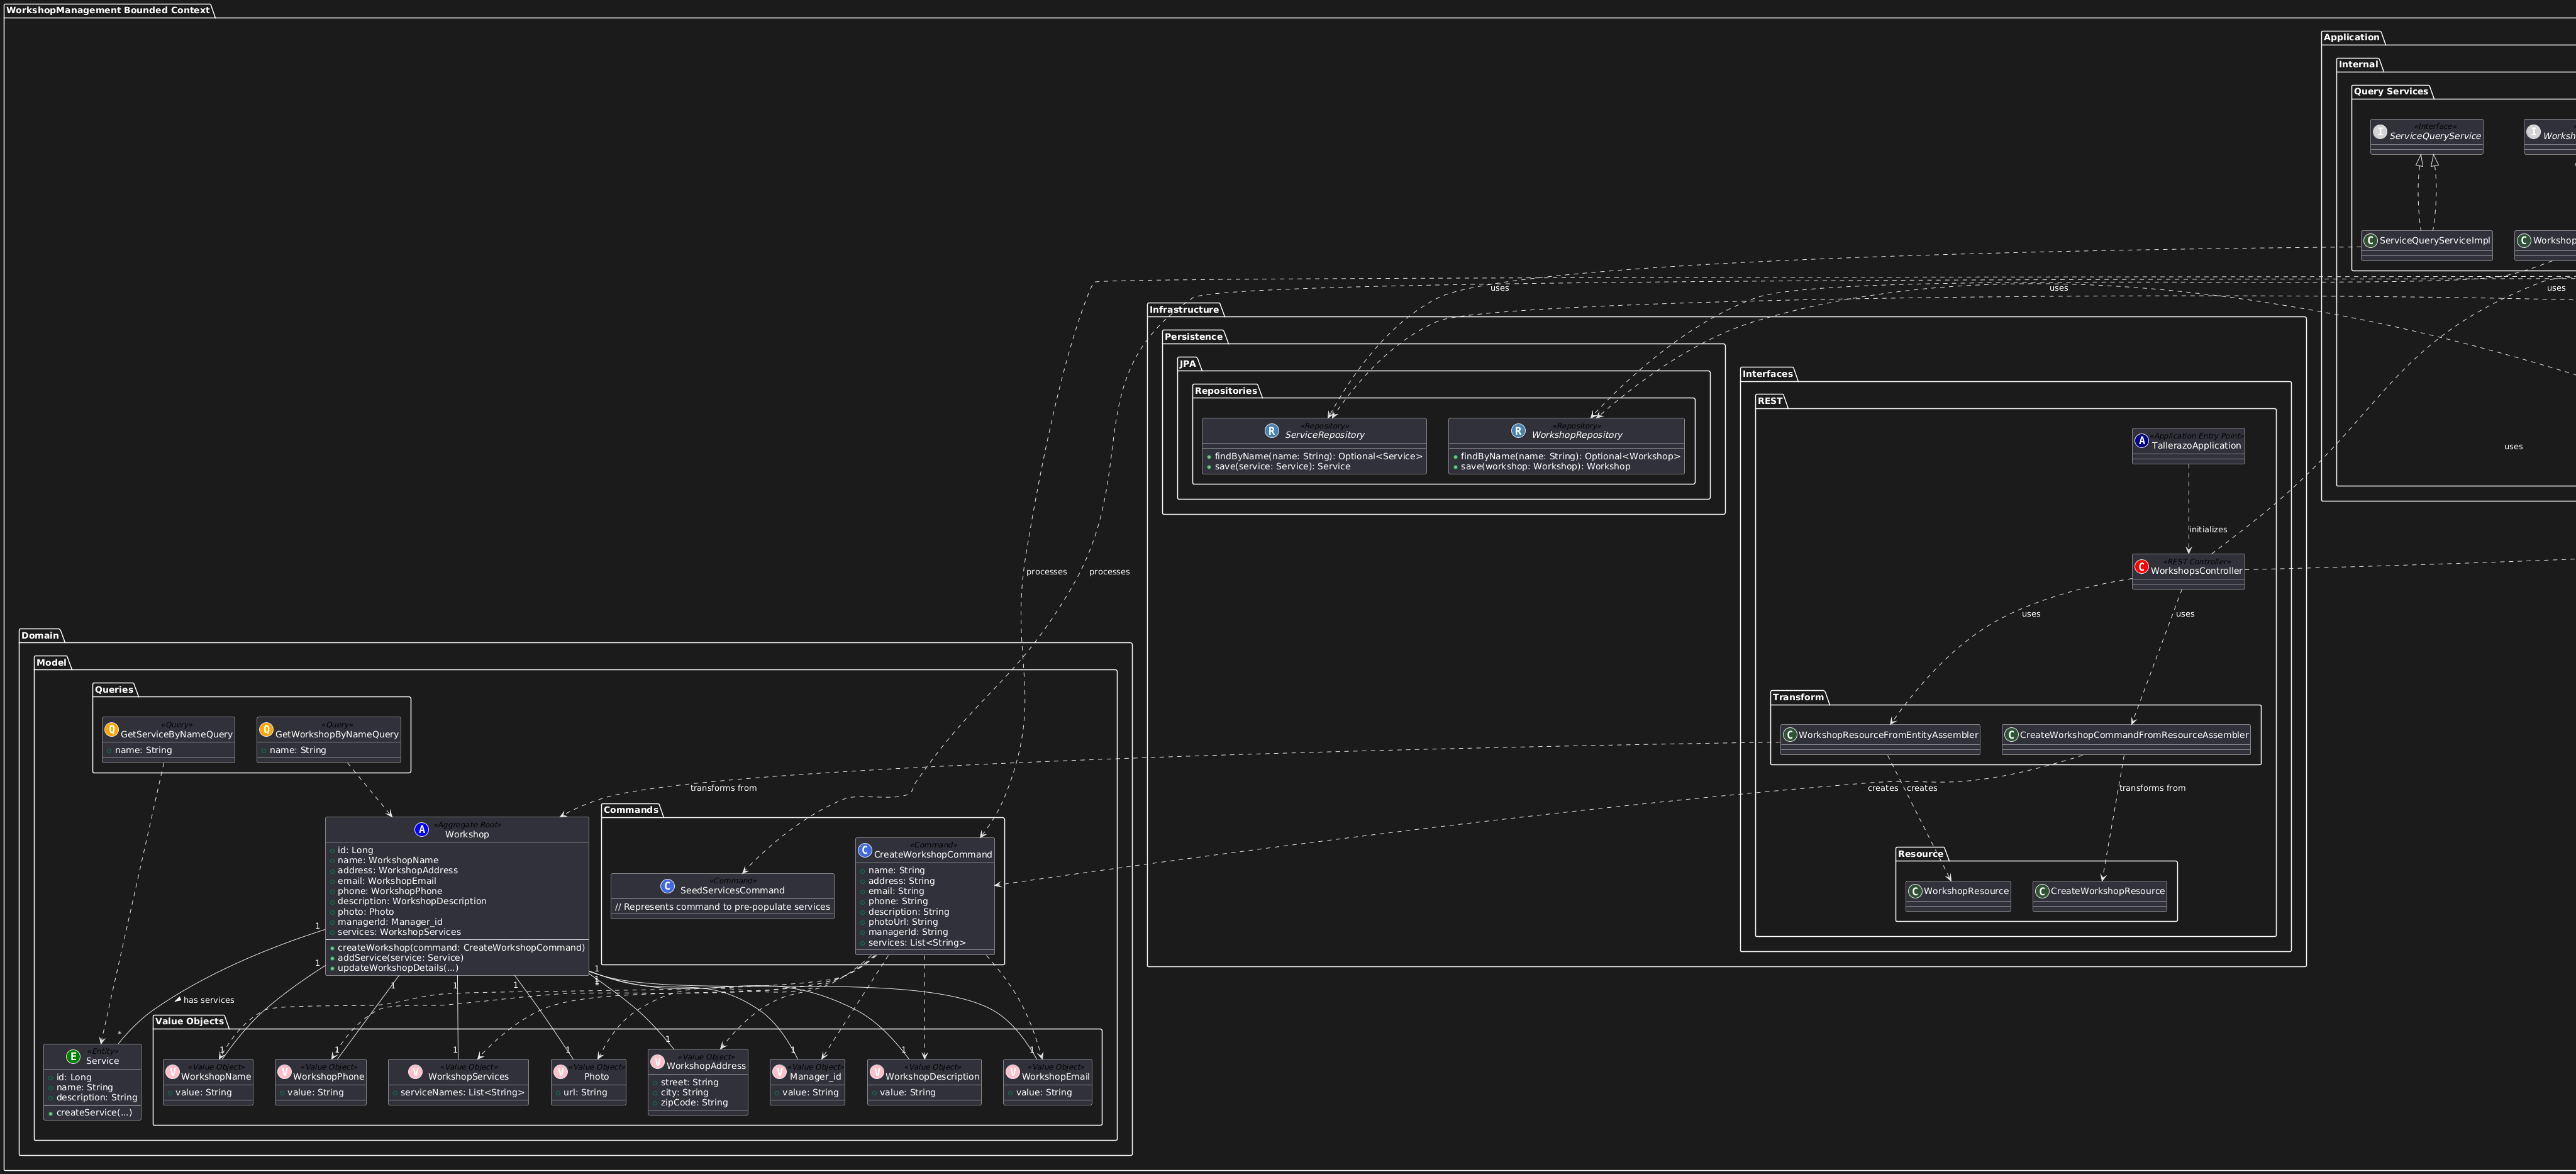 WorkshopManagement Bounded Context
Application
Internal
Query Services
«Interface»
ServiceQueryService
ServiceQueryServiceImpl
uses
uses
uses
uses
Infrastructure
Persistence
JPA
Repositories
«Repository»
ServiceRepository
findByName(name: String): Optional<Service>
save(service: Service): Service
«Repository»
WorkshopRepository
findByName(name: String): Optional<Workshop>
save(workshop: Workshop): Workshop
Interfaces
REST
«Application Entry Point»
TallerazoApplication
initializes
«REST Controller»
WorkshopsController
uses
uses
processes
processes
Transform
WorkshopResourceFromEntityAssembler
CreateWorkshopCommandFromResourceAssembler
creates
creates
transforms from
Resource
WorkshopResource
CreateWorkshopResource
Domain
Model
Queries
«Query»
GetServiceByNameQuery
name: String
«Query»
GetWorkshopByNameQuery
name: String
transforms from
«Aggregate Root»
Workshop
id: Long
name: WorkshopName
address: WorkshopAddress
email: WorkshopEmail
phone: WorkshopPhone
description: WorkshopDescription
photo: Photo
managerId: Manager_id
services: WorkshopServices
createWorkshop(command: CreateWorkshopCommand)
addService(service: Service)
updateWorkshopDetails(...)
Commands
«Command»
SeedServicesCommand
// Represents command to pre-populate services
«Command»
CreateWorkshopCommand
name: String
address: String
email: String
phone: String
description: String
photoUrl: String
managerId: String
services: List<String>
1
1
1
1
1
1
has services
*
«Entity»
Service
id: Long
name: String
description: String
createService(...)
Value Objects
1
1
1
1
1
1
1
1
«Value Object»
WorkshopName
value: String
«Value Object»
WorkshopPhone
value: String
«Value Object»
WorkshopServices
serviceNames: List<String>
«Value Object»
Photo
url: String
«Value Object»
WorkshopAddress
street: String
city: String
zipCode: String
«Value Object»
Manager_id
value: String
«Value Object»
WorkshopDescription
value: String
«Value Object»
WorkshopEmail
value: String